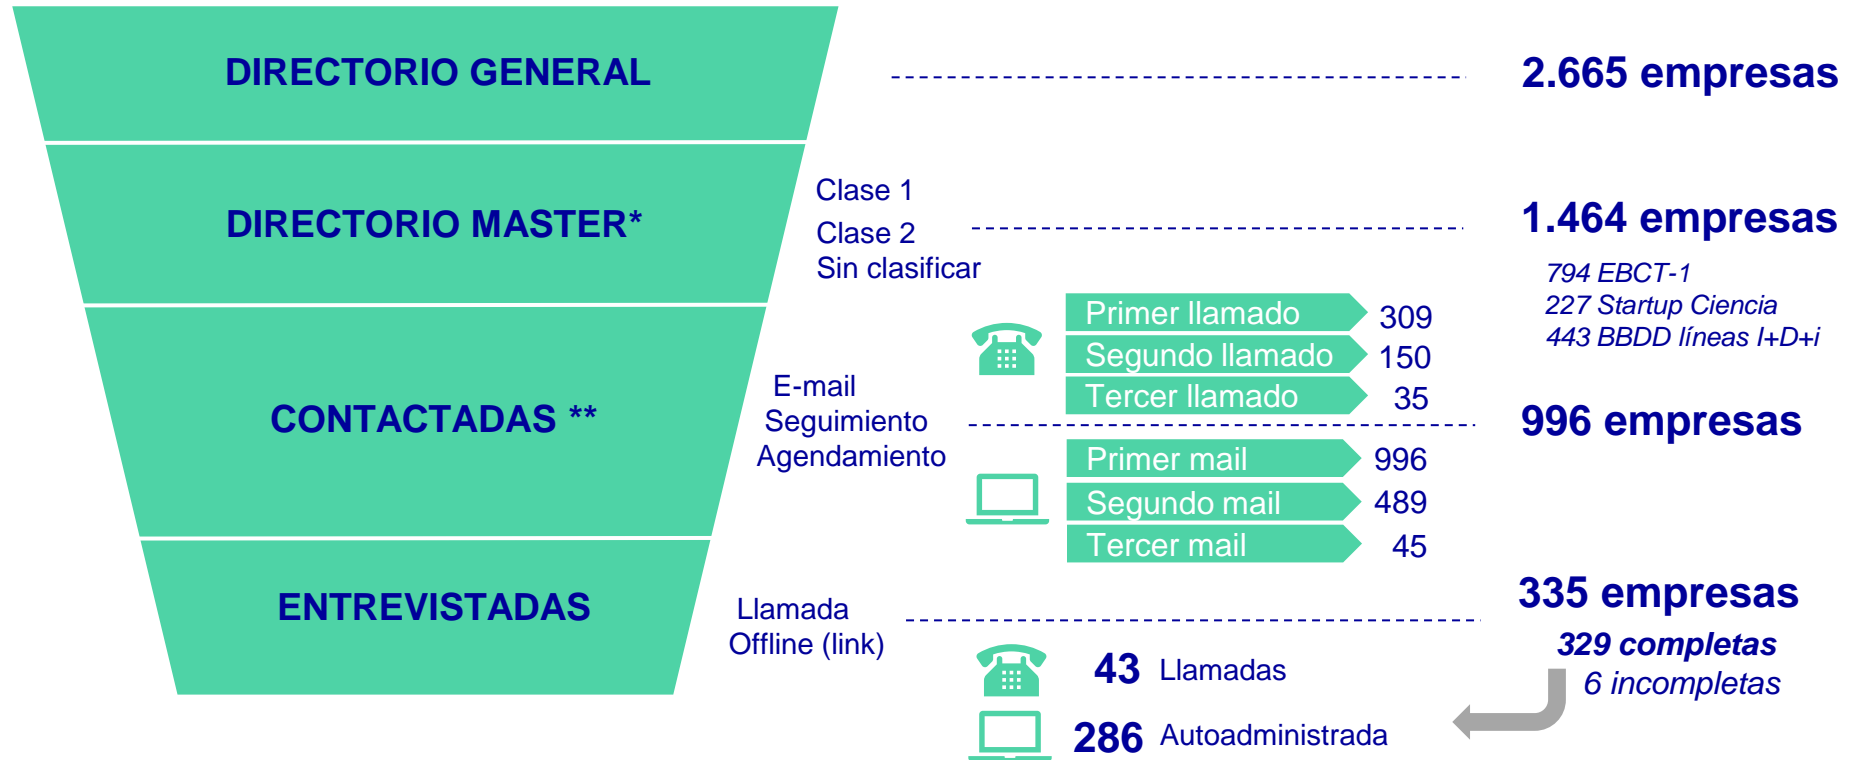 DIRECTORIO GENERAL
2.665 empresas
DIRECTORIO MASTER*
Clase 1
Clase 2
Sin clasificar
1.464 empresas
794 EBCT-1
227 Startup Ciencia
443 BBDD líneas I+D+i
CONTACTADAS **
E-mail
Seguimiento
Agendamiento
Primer llamado 309
Segundo llamado 150
Tercer llamado 35
996 empresas
Primer mail 996
Segundo mail 489
Tercer mail 45
ENTREVISTADAS
Llamada
Offline (link)
335 empresas
329 completas
6 incompletas
43 Llamadas
286 Autoadministrada